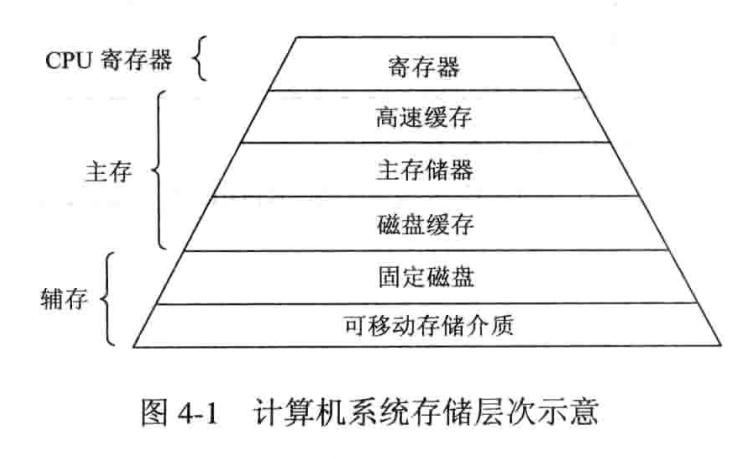 CPU 寄存器
寄存器
高速缓存
主存
主存储器
磁盘缓存
辅存
固定磁盘
可移动存储介质
图 4-1 计算机系统存储层次示意